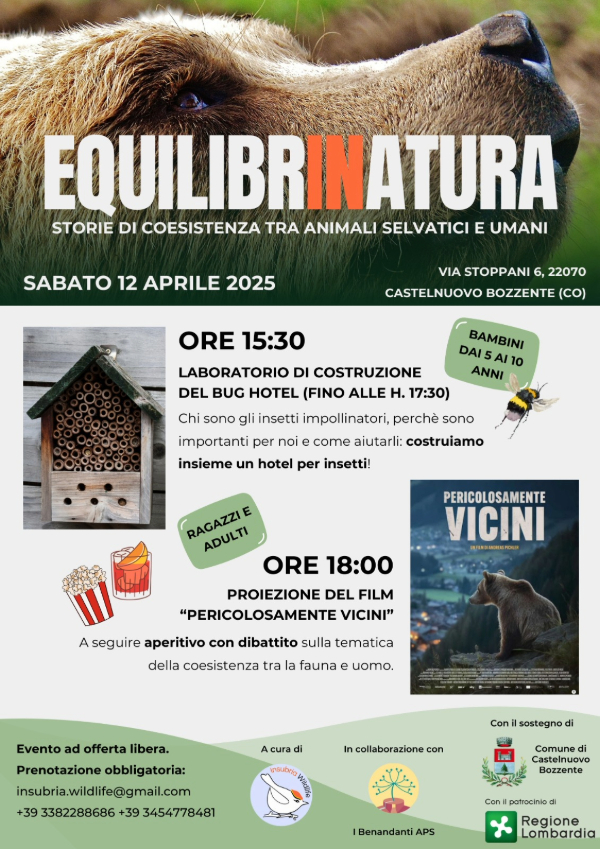 EQUILIBRINATURA
STORIE DI COESISTENZA TRA ANIMALI SELVATICI E UMANI
SABATO 12 APRILE 2025
VIA STOPPANI 6, 22070
CASTELNUOVO BOZZENTE (CO)
ORE 15:30
BAMBINI
DAI 5 AI 10
ANNI
LABORATORIO DI COSTRUZIONE
DEL BUG HOTEL (FINO ALLE H. 17:30)
Chi sono gli insetti impollinatori, perchè sono
importanti per noi e come aiutarli: costruiamo
insieme un hotel per insetti!
RAGAZZI E
ADULTI
PERICOLOSAMENTE
VICINI
UN FILM DI ANDREAS PICHLER
ORE 18:00
PROIEZIONE DEL FILM
“PERICOLOSAMENTE VICINI”
A seguire aperitivo con dibattito sulla tematica
della coesistenza tra la fauna e uomo.
Evento ad offerta libera.
Prenotazione obbligatoria:
insubria.wildlife@gmail.com
+39 3382288686 +39 3454778481
A cura di
Insubria Wildlife
In collaborazione con
I Benandanti APS
Con il sostegno di
Comune di
Castelnuovo
Bozzente
Con il patrocinio di
Regione
Lombardia